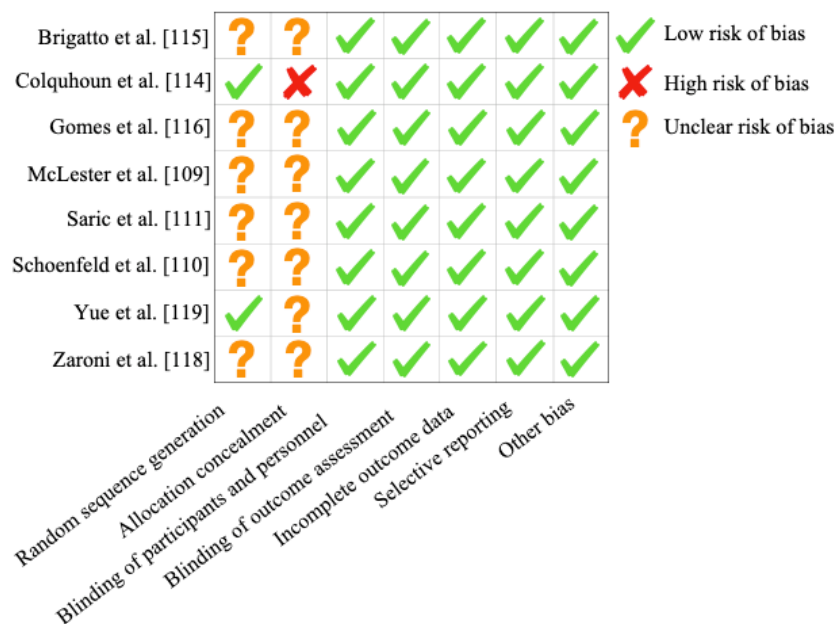 Brigatto et al. [115]
Colquhoun et al. [114]
Gomes et al. [116]
McLester et al. [109]
Saric et al. [111]
Schoenfeld et al. [110]
Yue et al. [119]
Zaroni et al. [118]
Low risk of bias
High risk of bias
Unclear risk of bias
Random sequence generation
Allocation concealment
Blinding of participants and personnel
Blinding of outcome assessment
Incomplete outcome data
Selective reporting
Other bias